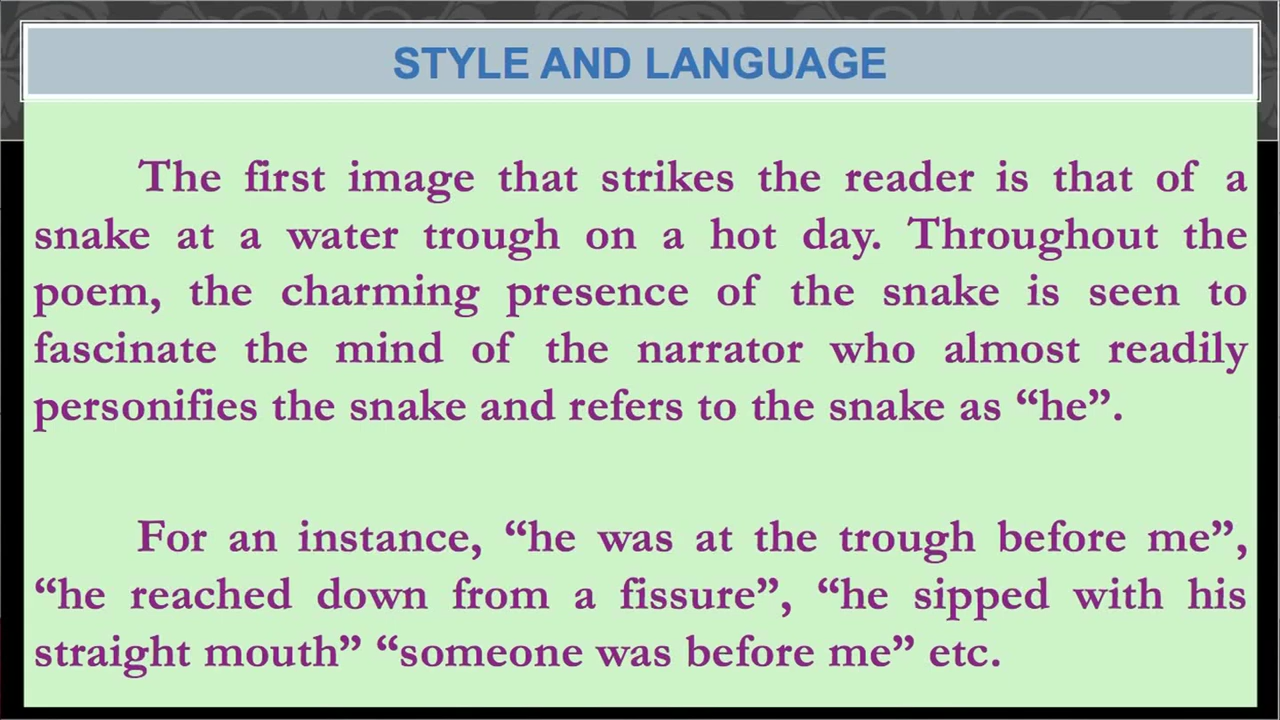 STYLE AND LANGUAGE
The first image that strikes the reader is that of a
snake at a water trough on a hot day. Throughout the
poem, the charming presence of the snake is seen to
fascinate the mind of the narrator who almost readily
personifies the snake and refers to the snake as “he”.
For an instance, “he was at the trough before me”,
“he reached down from a fissure”, “he sipped with his
straight mouth” “someone was before me” etc.